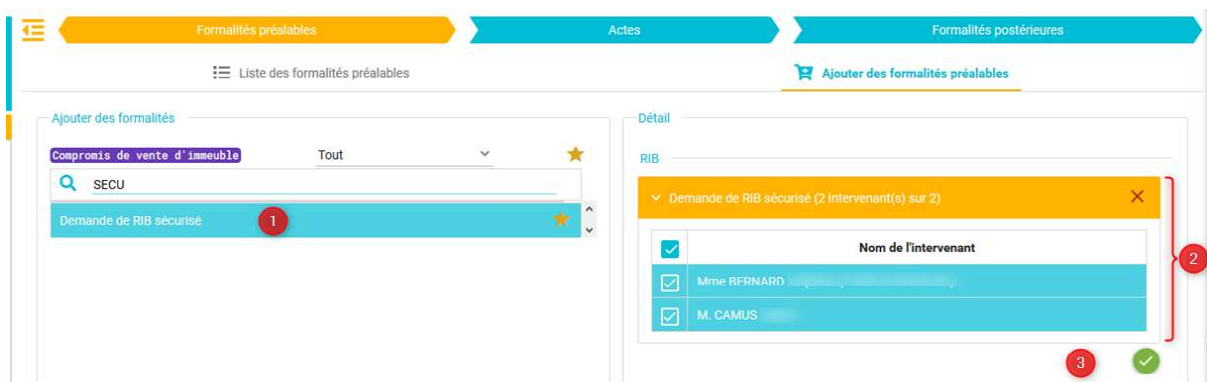 Formalités préalables
Actes
Formalités postérieures
Liste des formalités préalables
Ajouter des formalités préalables
Ajouter des formalités
Compromis de vente d'immeuble
Tout
SECU
Demande de RIB sécurisé
1
Détail
RIB
Demande de RIB sécurisé (2 intervenant(s) sur 2)
Nom de l'intervenant
Mme BERNARD
M. CAMUS
2
3